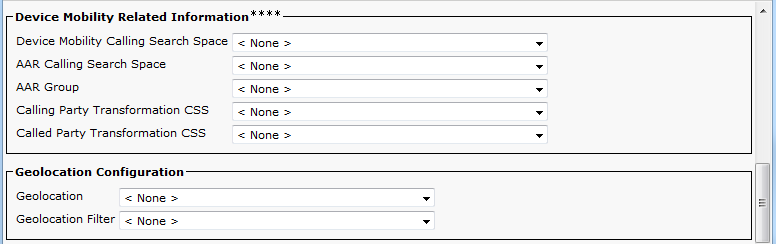 Device Mobility Related Information****
Device Mobility Calling Search Space < None >
AAR Calling Search Space < None >
AAR Group < None >
Calling Party Transformation CSS < None >
Called Party Transformation CSS < None >
Geolocation Configuration
Geolocation < None >
Geolocation Filter < None >